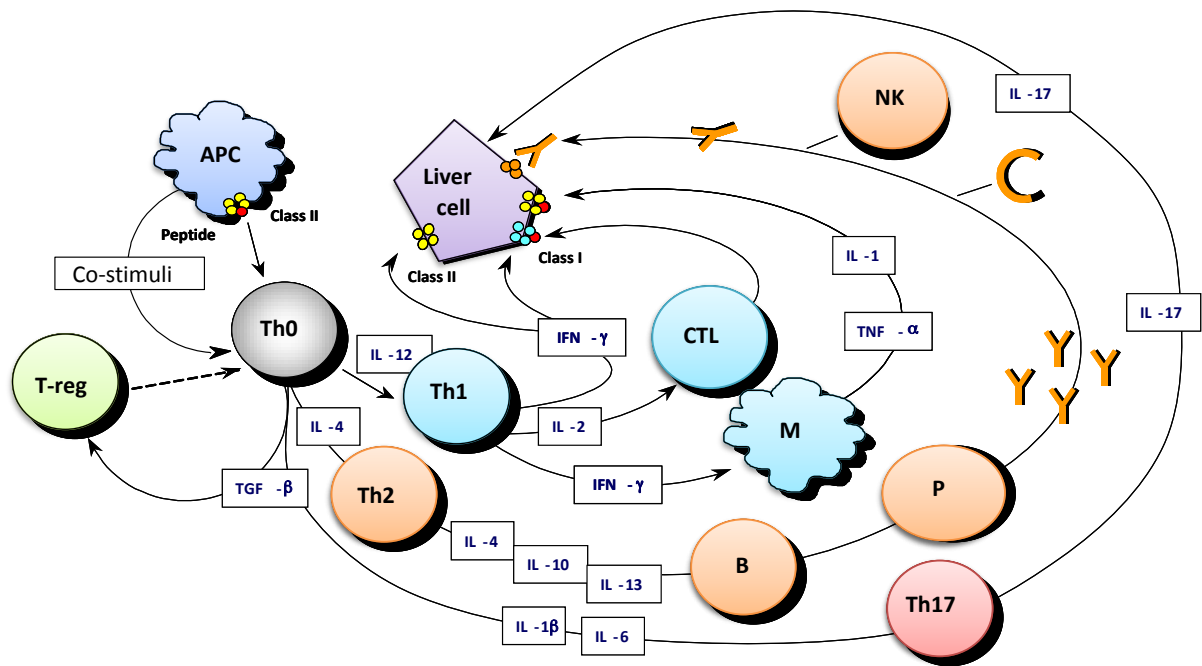 NK
IL -17
APC
Liver
cell
Class II
Peptide
Co-stimuli
Class II
Class I
IL -1
Th0
IFN - γ
CTL
TNF - α
IL -17
IL -12
T-reg
Th1
IL -4
IL -2
M
TGF - β
Th2
IFN - γ
P
IL -4
IL -10
IL -13
B
Th17
IL -1β
IL -6